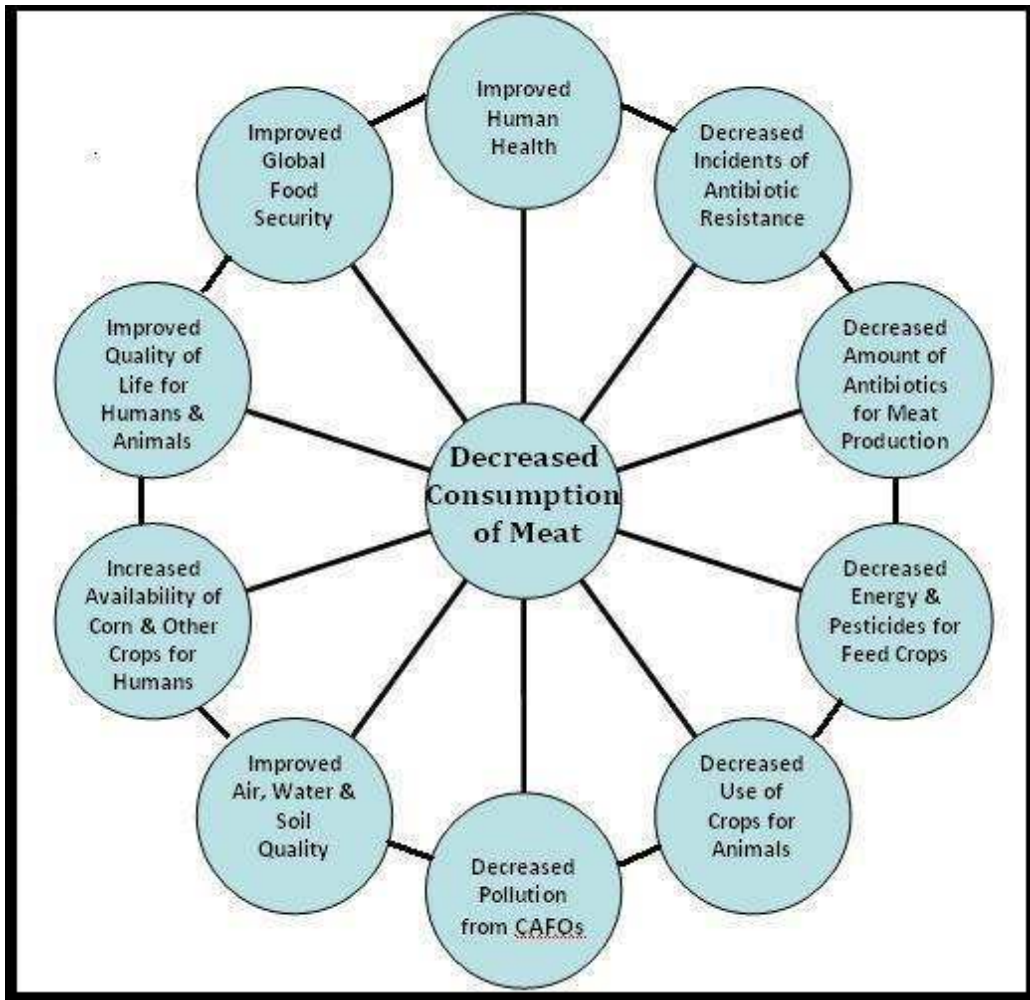 Improved
Human
Health
Decreased
Incidents of
Antibiotic
Resistance
Decreased
Amount of
Antibiotics
for Meat
Production
Decreased
Energy &
Pesticides for
Feed Crops
Decreased
Use of
Crops for
Animals
Decreased
Pollution
from CAFOs
Improved
Air, Water &
Soil
Quality
Increased
Availability of
Corn & Other
Crops for
Humans
Improved
Quality of
Life for
Humans &
Animals
Improved
Global
Food
Security
Decreased
Consumption
of Meat